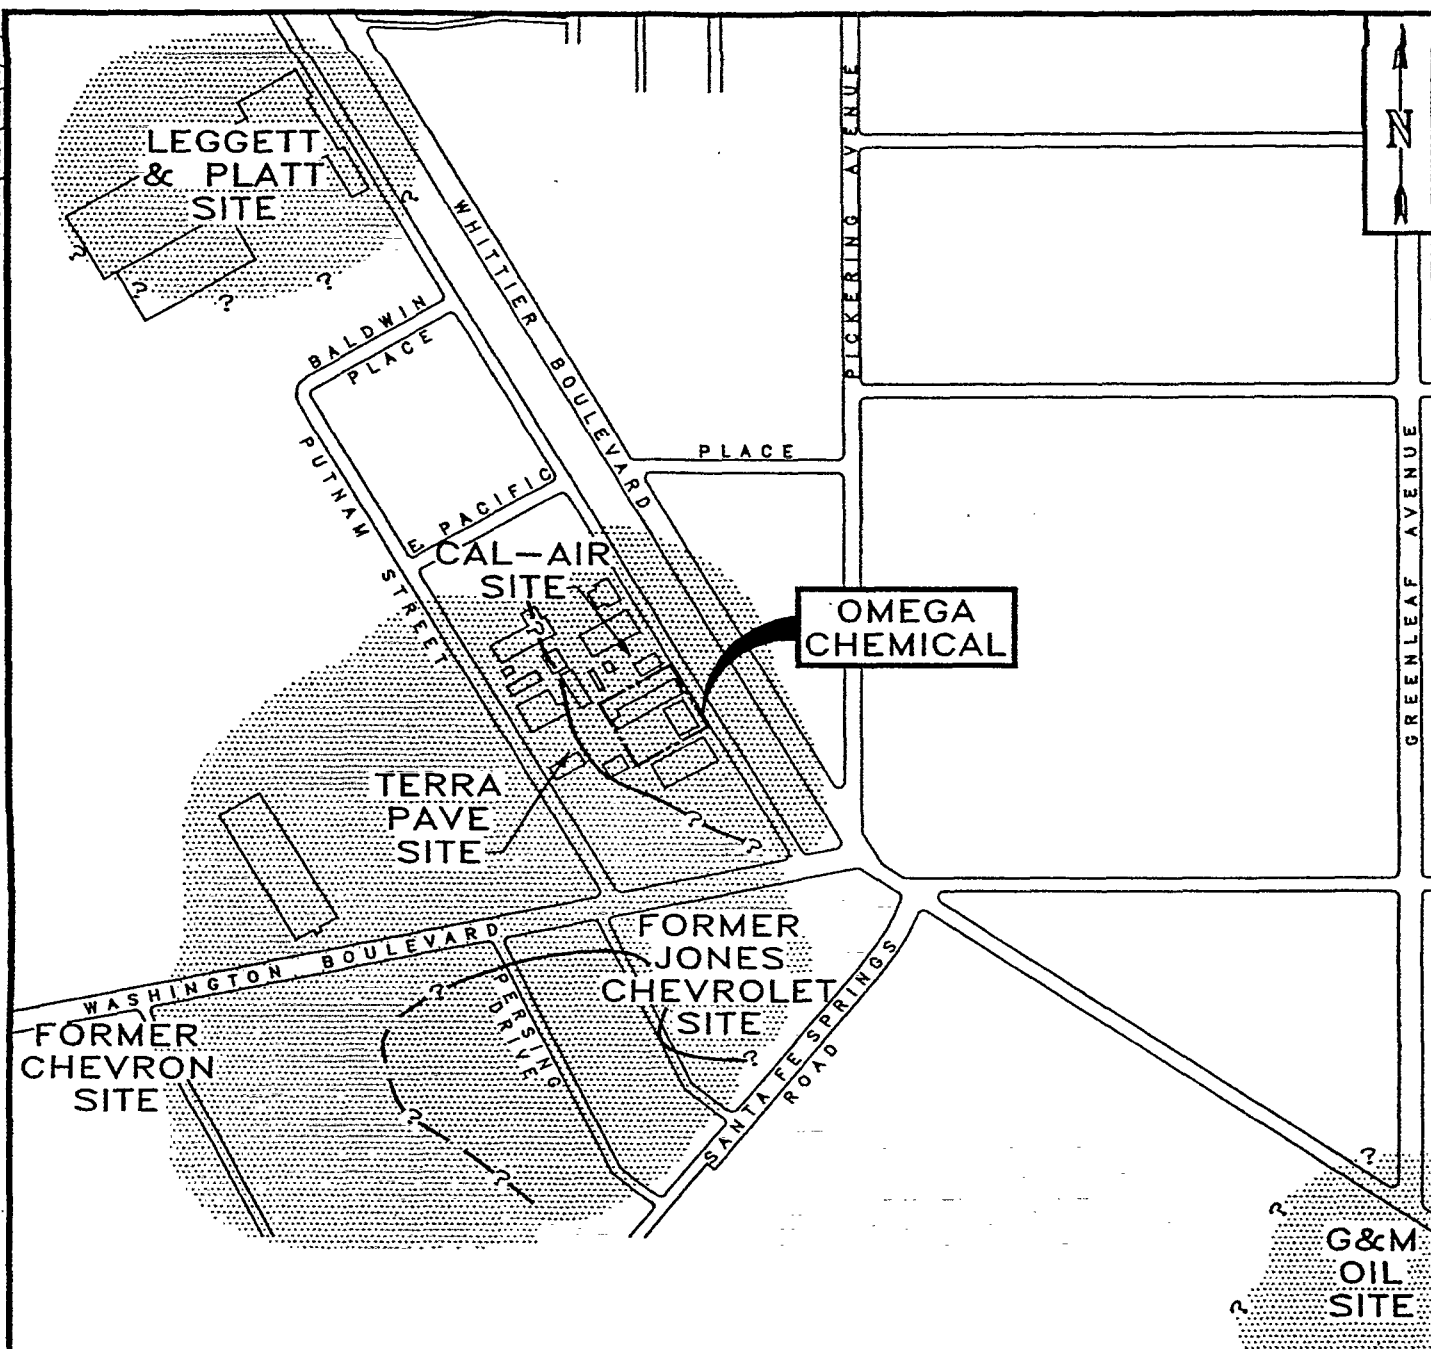 N
LEGGETT
& PLATT
SITE
?
?
?
?
?
WHITTIER BOULEVARD
PICKERING AVENUE
BALDWIN
PLACE
PUTNAM STREET
E PACIFIC
PLACE
GREENLEAF AVENUE
CAL-AIR
SITE
?
OMEGA
CHEMICAL
TERRA
PAVE
SITE
?
?
FORMER
JONES
CHEVROLET
SITE
?
?
?
?
WASHINGTON BOULEVARD
PERSING
DRIVE
SANTA FE SPRINGS
ROAD
FORMER
CHEVRON
SITE
?
?
?
G&M
OIL
SITE